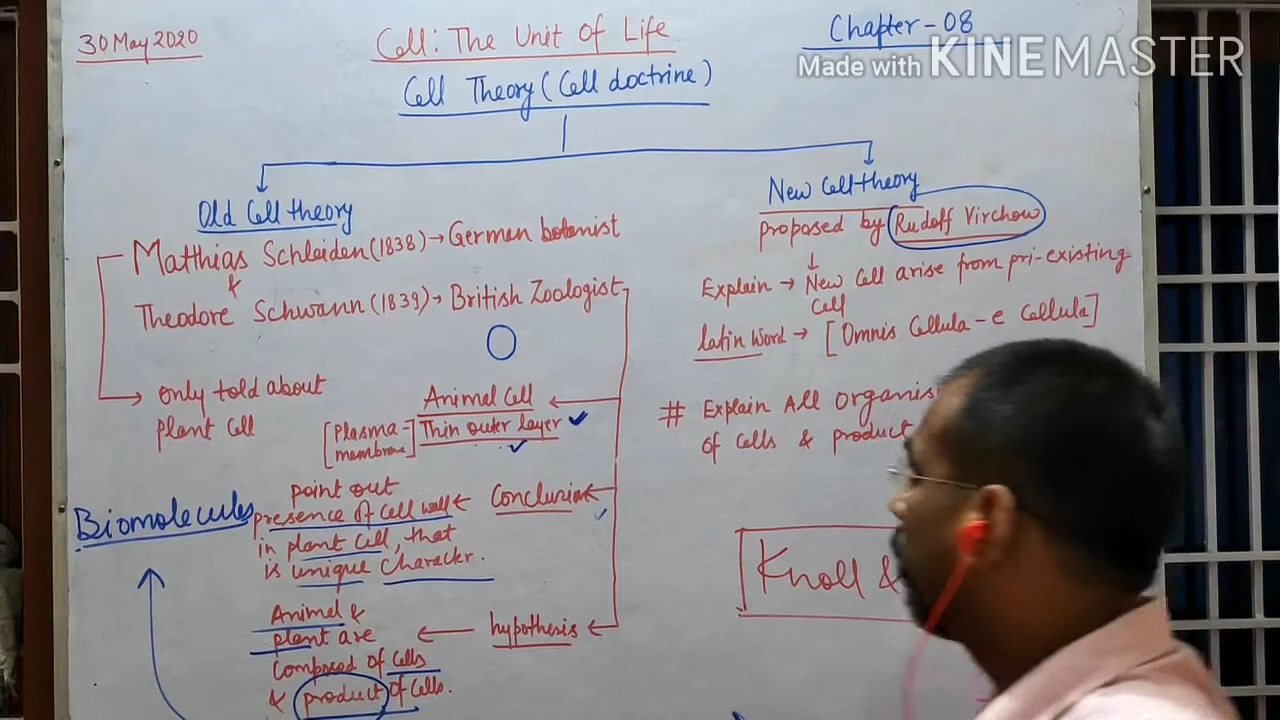 30 May 2020
Cell: The Unit of Life
Chapter-08
Made with KINEMASTER
Cell Theory (Cell doctrine)
Old Cell theory
Matthias Schleiden (1838) → German botanist
&
Theodore Schwann (1839) → British Zoologist
only told about
plant cell
Animal Cell
[Plasma membrane] Thin outer layer
Conclusion
point out
presence of cell wall
in plant cell, that
is unique character.
Biomolecules
hypothesis
Animal &
plant are
composed of cells
& product of cells.
New Cell theory
proposed by Rudolf Virchow
Explain → New Cell arise from pri-existing
Cell
latin word → [Omnis Cellula - e Cellula]
# Explain All
of cells & product
Knoll &